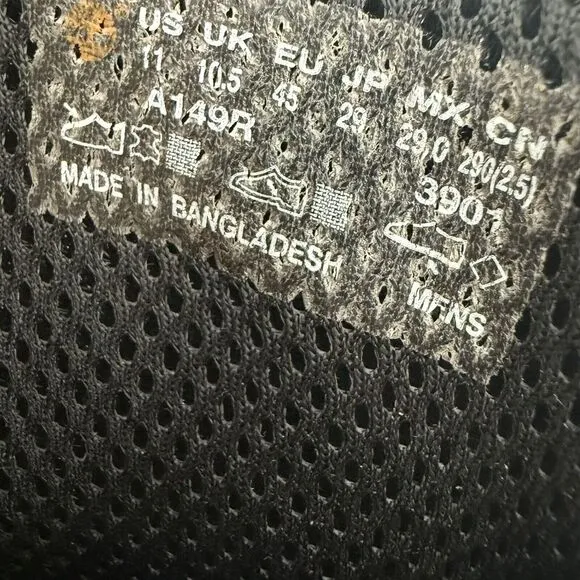 US UK EU JP MX CN
11 10.5 45 29 29.0 290(2.5)
A149R 3901
MADE IN BANGLADESH MENS